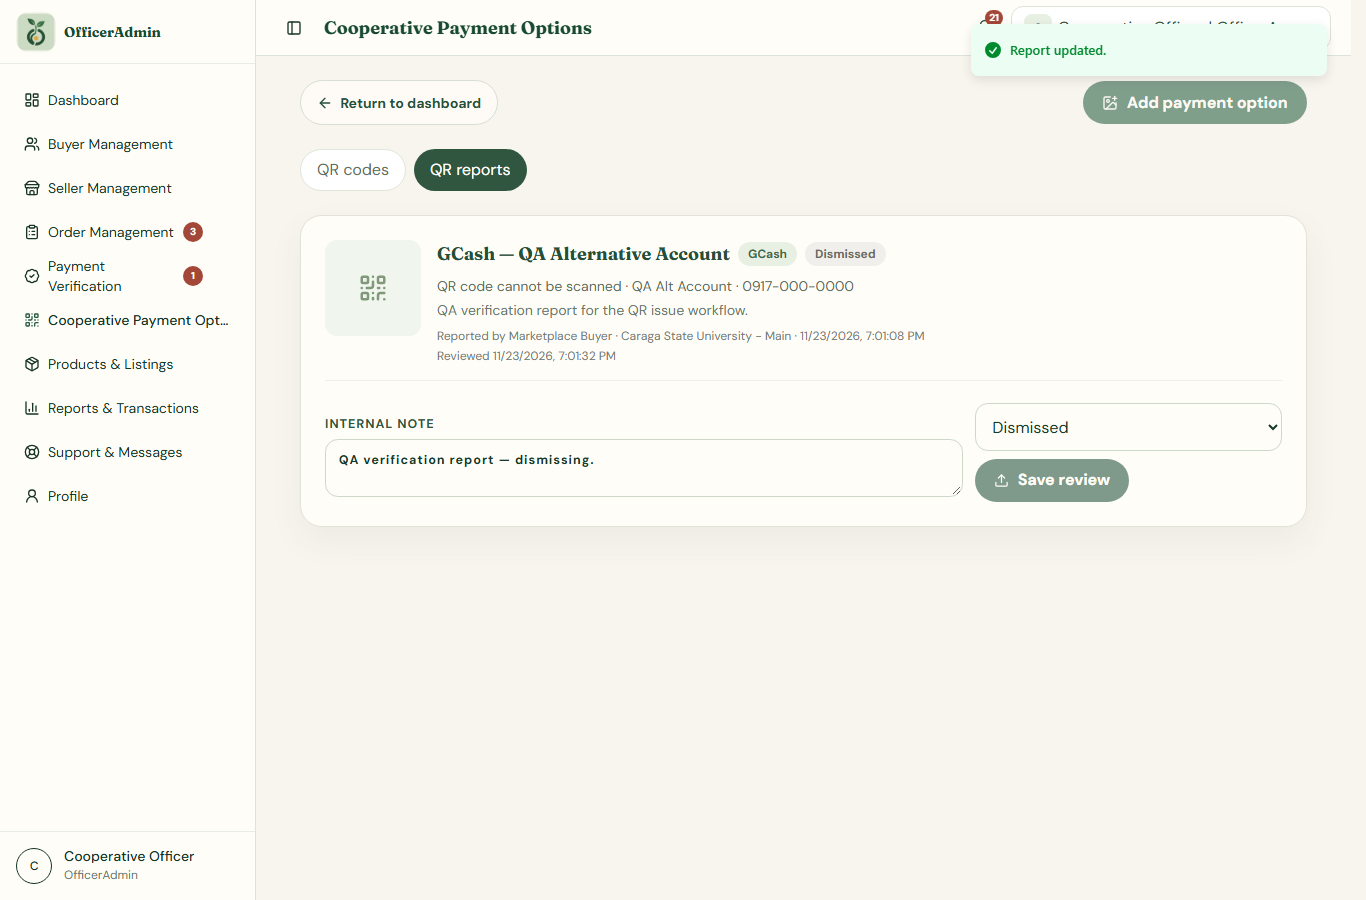 OfficerAdmin
Dashboard
Buyer Management
Seller Management
Order Management 3
Payment Verification 1
Cooperative Payment Opt...
Products & Listings
Reports & Transactions
Support & Messages
Profile
C
Cooperative Officer
OfficerAdmin
Cooperative Payment Options
21
Report updated.
Return to dashboard
Add payment option
QR codes
QR reports
GCash — QA Alternative Account GCash Dismissed
QR code cannot be scanned · QA Alt Account · 0917-000-0000
QA verification report for the QR issue workflow.
Reported by Marketplace Buyer · Caraga State University - Main · 11/23/2026, 7:01:08 PM
Reviewed 11/23/2026, 7:01:32 PM
INTERNAL NOTE
QA verification report — dismissing.
Dismissed
Save review